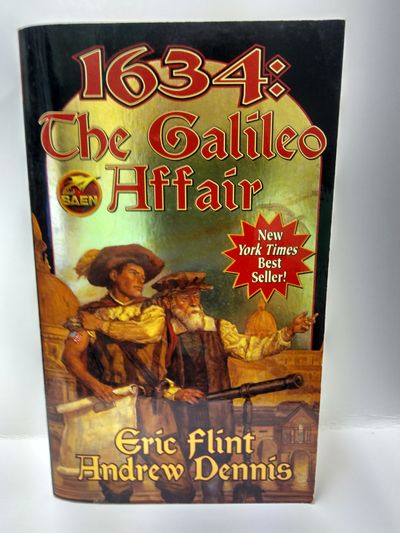 1634:
The Galileo
Affair
BAEN
New
York Times
Best
Seller!
Eric Flint
Andrew Dennis